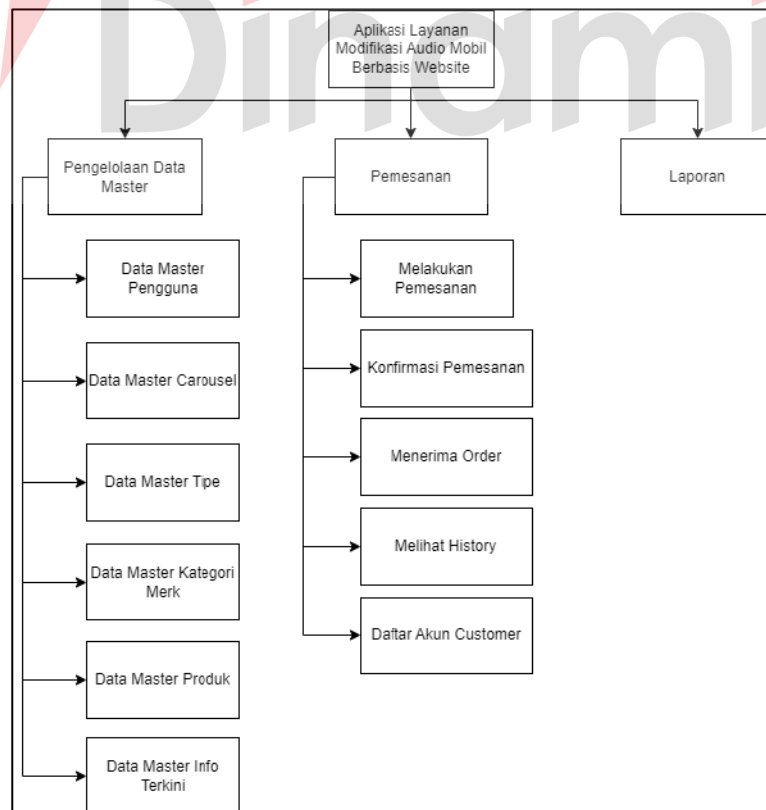 Dinami
Aplikasi Layanan
Modifikasi Audio Mobil
Berbasis Website
Pengelolaan Data
Master
Pemesanan
Laporan
Data Master
Pengguna
Data Master Carousel
Data Master Tipe
Data Master Kategori
Merk
Data Master Produk
Data Master Info
Terkini
Melakukan
Pemesanan
Konfirmasi Pemesanan
Menerima Order
Melihat History
Daftar Akun Customer